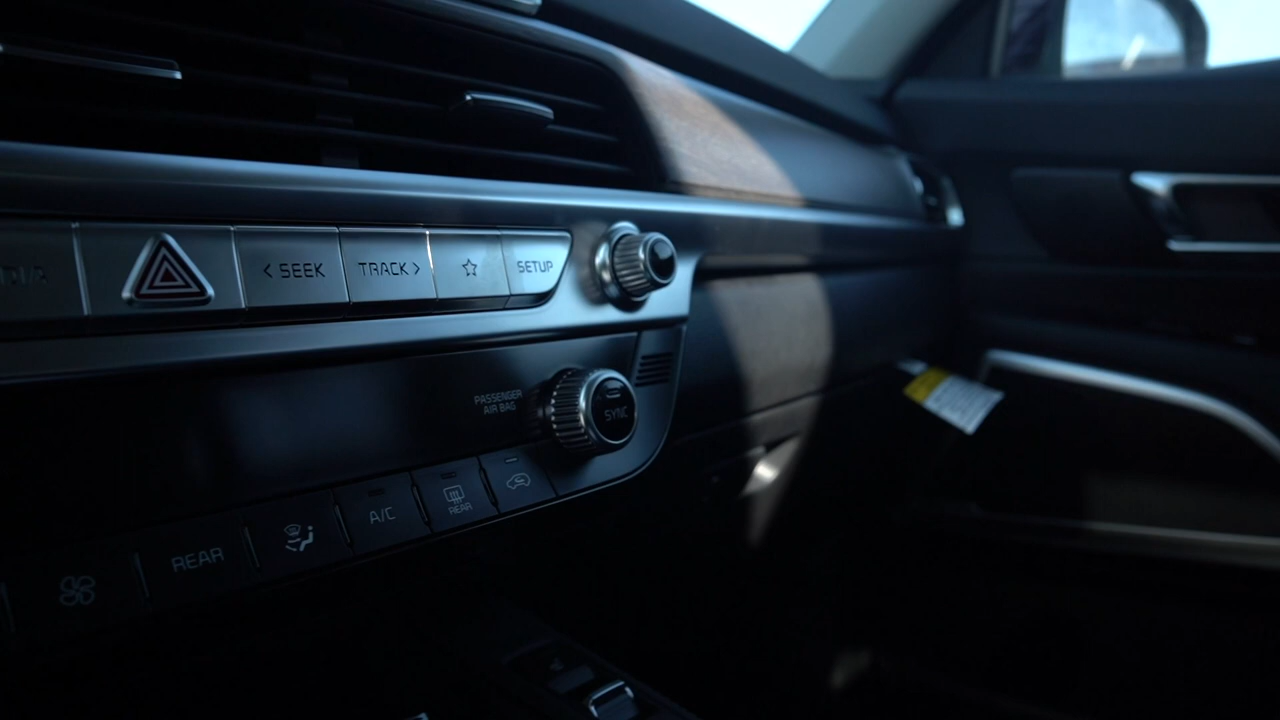 < SEEK
TRACK >
SETUP
PASSENGER
AIR BAG
SYNC
REAR
A/C
REAR